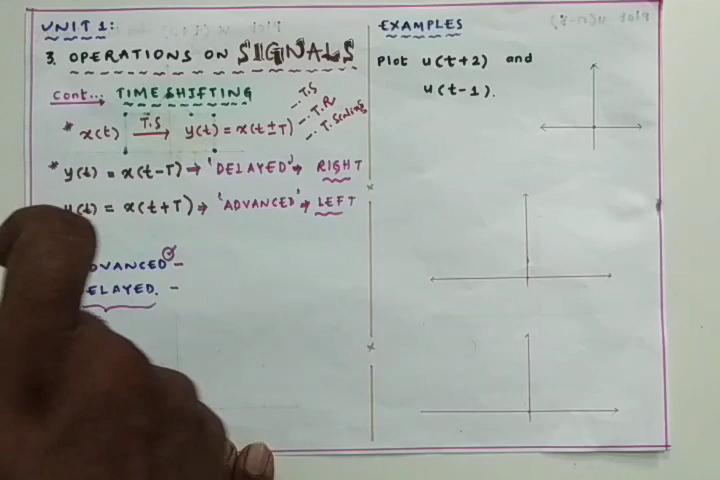 UNIT 1:
3. OPERATIONS ON SIGNALS
Cont... TIME SHIFTING
* x(t) T.S → y(t) = x(t ± T)
- T.S
- T.R
- T. Scaling
* y(t) = x(t-T) → 'DELAYED' → RIGHT
y(t) = x(t+T) → 'ADVANCED' → LEFT
DVANCED -
ELAYED. -
EXAMPLES
Plot u(t+2) and
u(t-1).